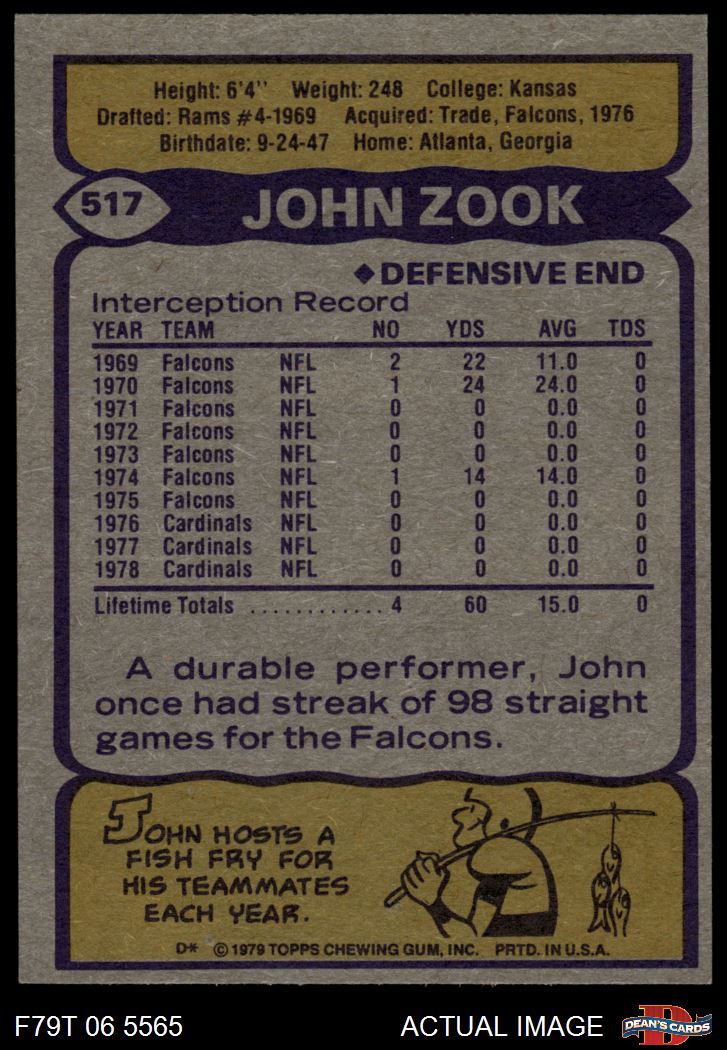 Height: 6'4'' Weight: 248 College: Kansas
Drafted: Rams #4-1969 Acquired: Trade, Falcons, 1976
Birthdate: 9-24-47 Home: Atlanta, Georgia
517 JOHN ZOOK
◆DEFENSIVE END
Interception Record
YEAR TEAM NO YDS AVG TDS
1969 Falcons NFL 2 22 11.0 0
1970 Falcons NFL 1 24 24.0 0
1971 Falcons NFL 0 0 0.0 0
1972 Falcons NFL 0 0 0.0 0
1973 Falcons NFL 0 0 0.0 0
1974 Falcons NFL 1 14 14.0 0
1975 Falcons NFL 0 0 0.0 0
1976 Cardinals NFL 0 0 0.0 0
1977 Cardinals NFL 0 0 0.0 0
1978 Cardinals NFL 0 0 0.0 0
Lifetime Totals ............ 4 60 15.0 0
A durable performer, John
once had streak of 98 straight
games for the Falcons.
JOHN HOSTS A
FISH FRY FOR
HIS TEAMMATES
EACH YEAR.
D* © 1979 TOPPS CHEWING GUM, INC. PRTD. IN U.S.A.
F79T 06 5565 ACTUAL IMAGE D DEAN'S CARDS